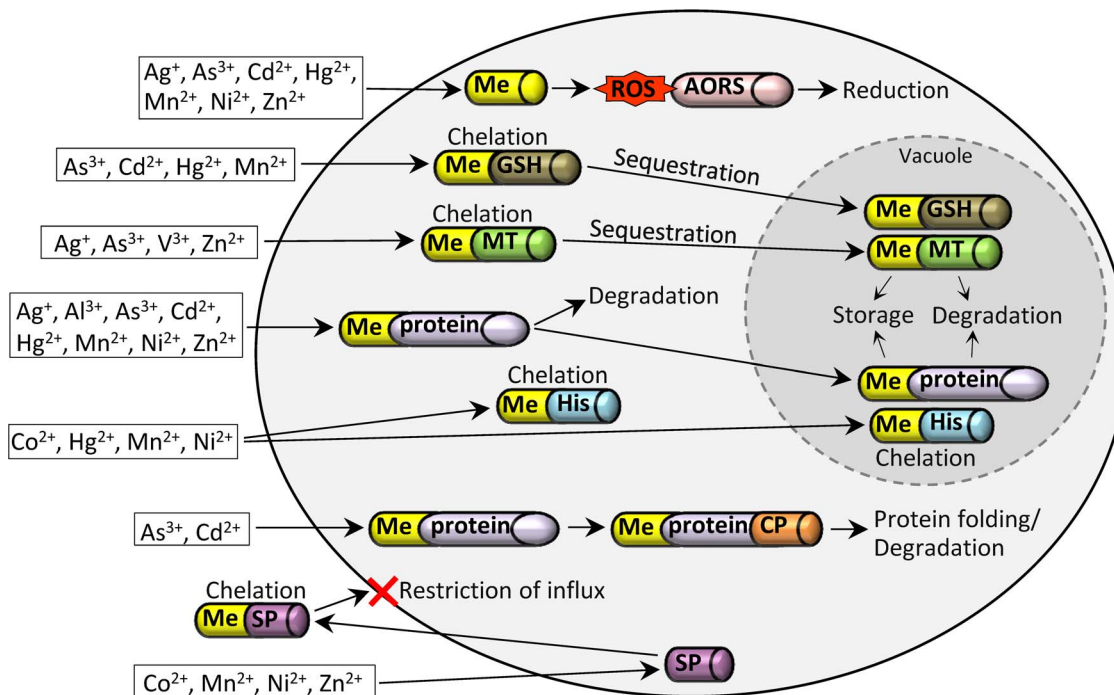 Ag⁺, As³⁺, Cd²⁺, Hg²⁺,
Mn²⁺, Ni²⁺, Zn²⁺
Me
ROS
AORS
Reduction
As³⁺, Cd²⁺, Hg²⁺, Mn²⁺
Chelation
Me GSH
Sequestration
Vacuole
Me GSH
Ag⁺, As³⁺, V³⁺, Zn²⁺
Chelation
Me MT
Sequestration
Me MT
Ag⁺, Al³⁺, As³⁺, Cd²⁺,
Hg²⁺, Mn²⁺, Ni²⁺, Zn²⁺
Me protein
Degradation
Storage
Degradation
Me protein
Co²⁺, Hg²⁺, Mn²⁺, Ni²⁺
Chelation
Me His
Me His
Chelation
As³⁺, Cd²⁺
Me protein
Me protein CP
Protein folding/
Degradation
Chelation
Me SP
Restriction of influx
SP
Co²⁺, Mn²⁺, Ni²⁺, Zn²⁺